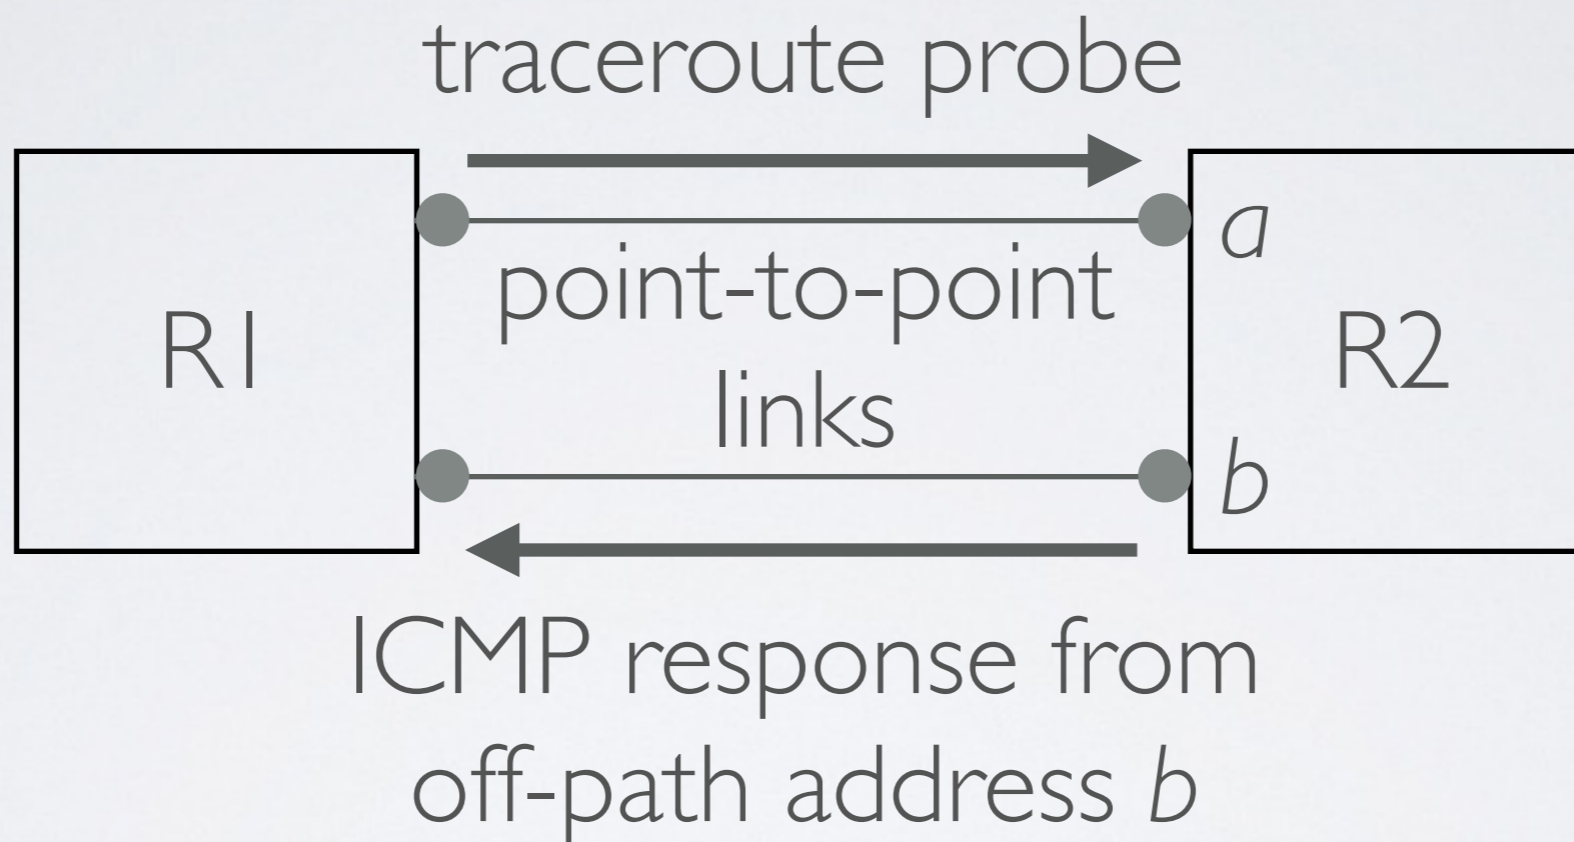 traceroute probe
a
point-to-point
R1
R2
links
b
ICMP response from
off-path address b